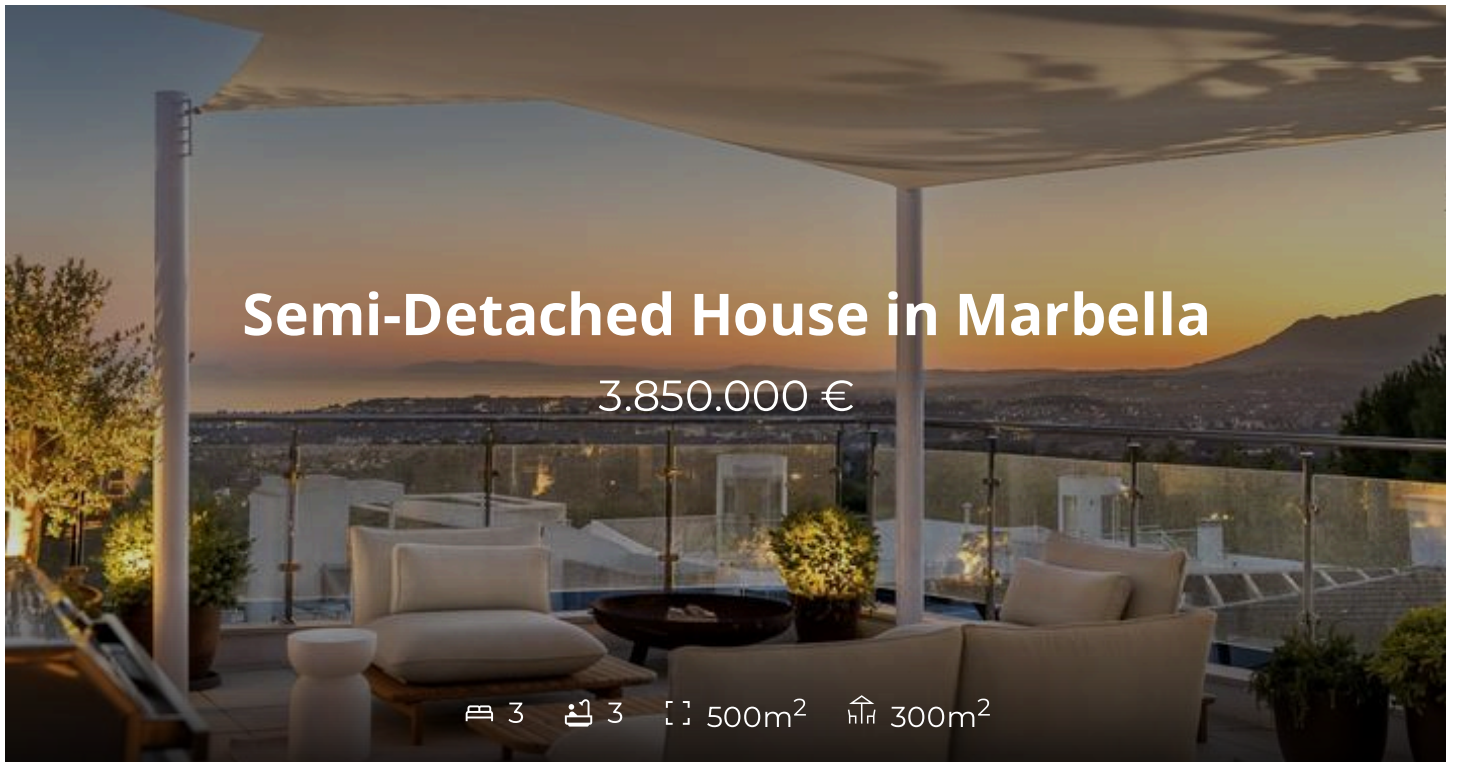 Semi-Detached House in Marbella
3.850.000 €
3 3 500m² 300m²